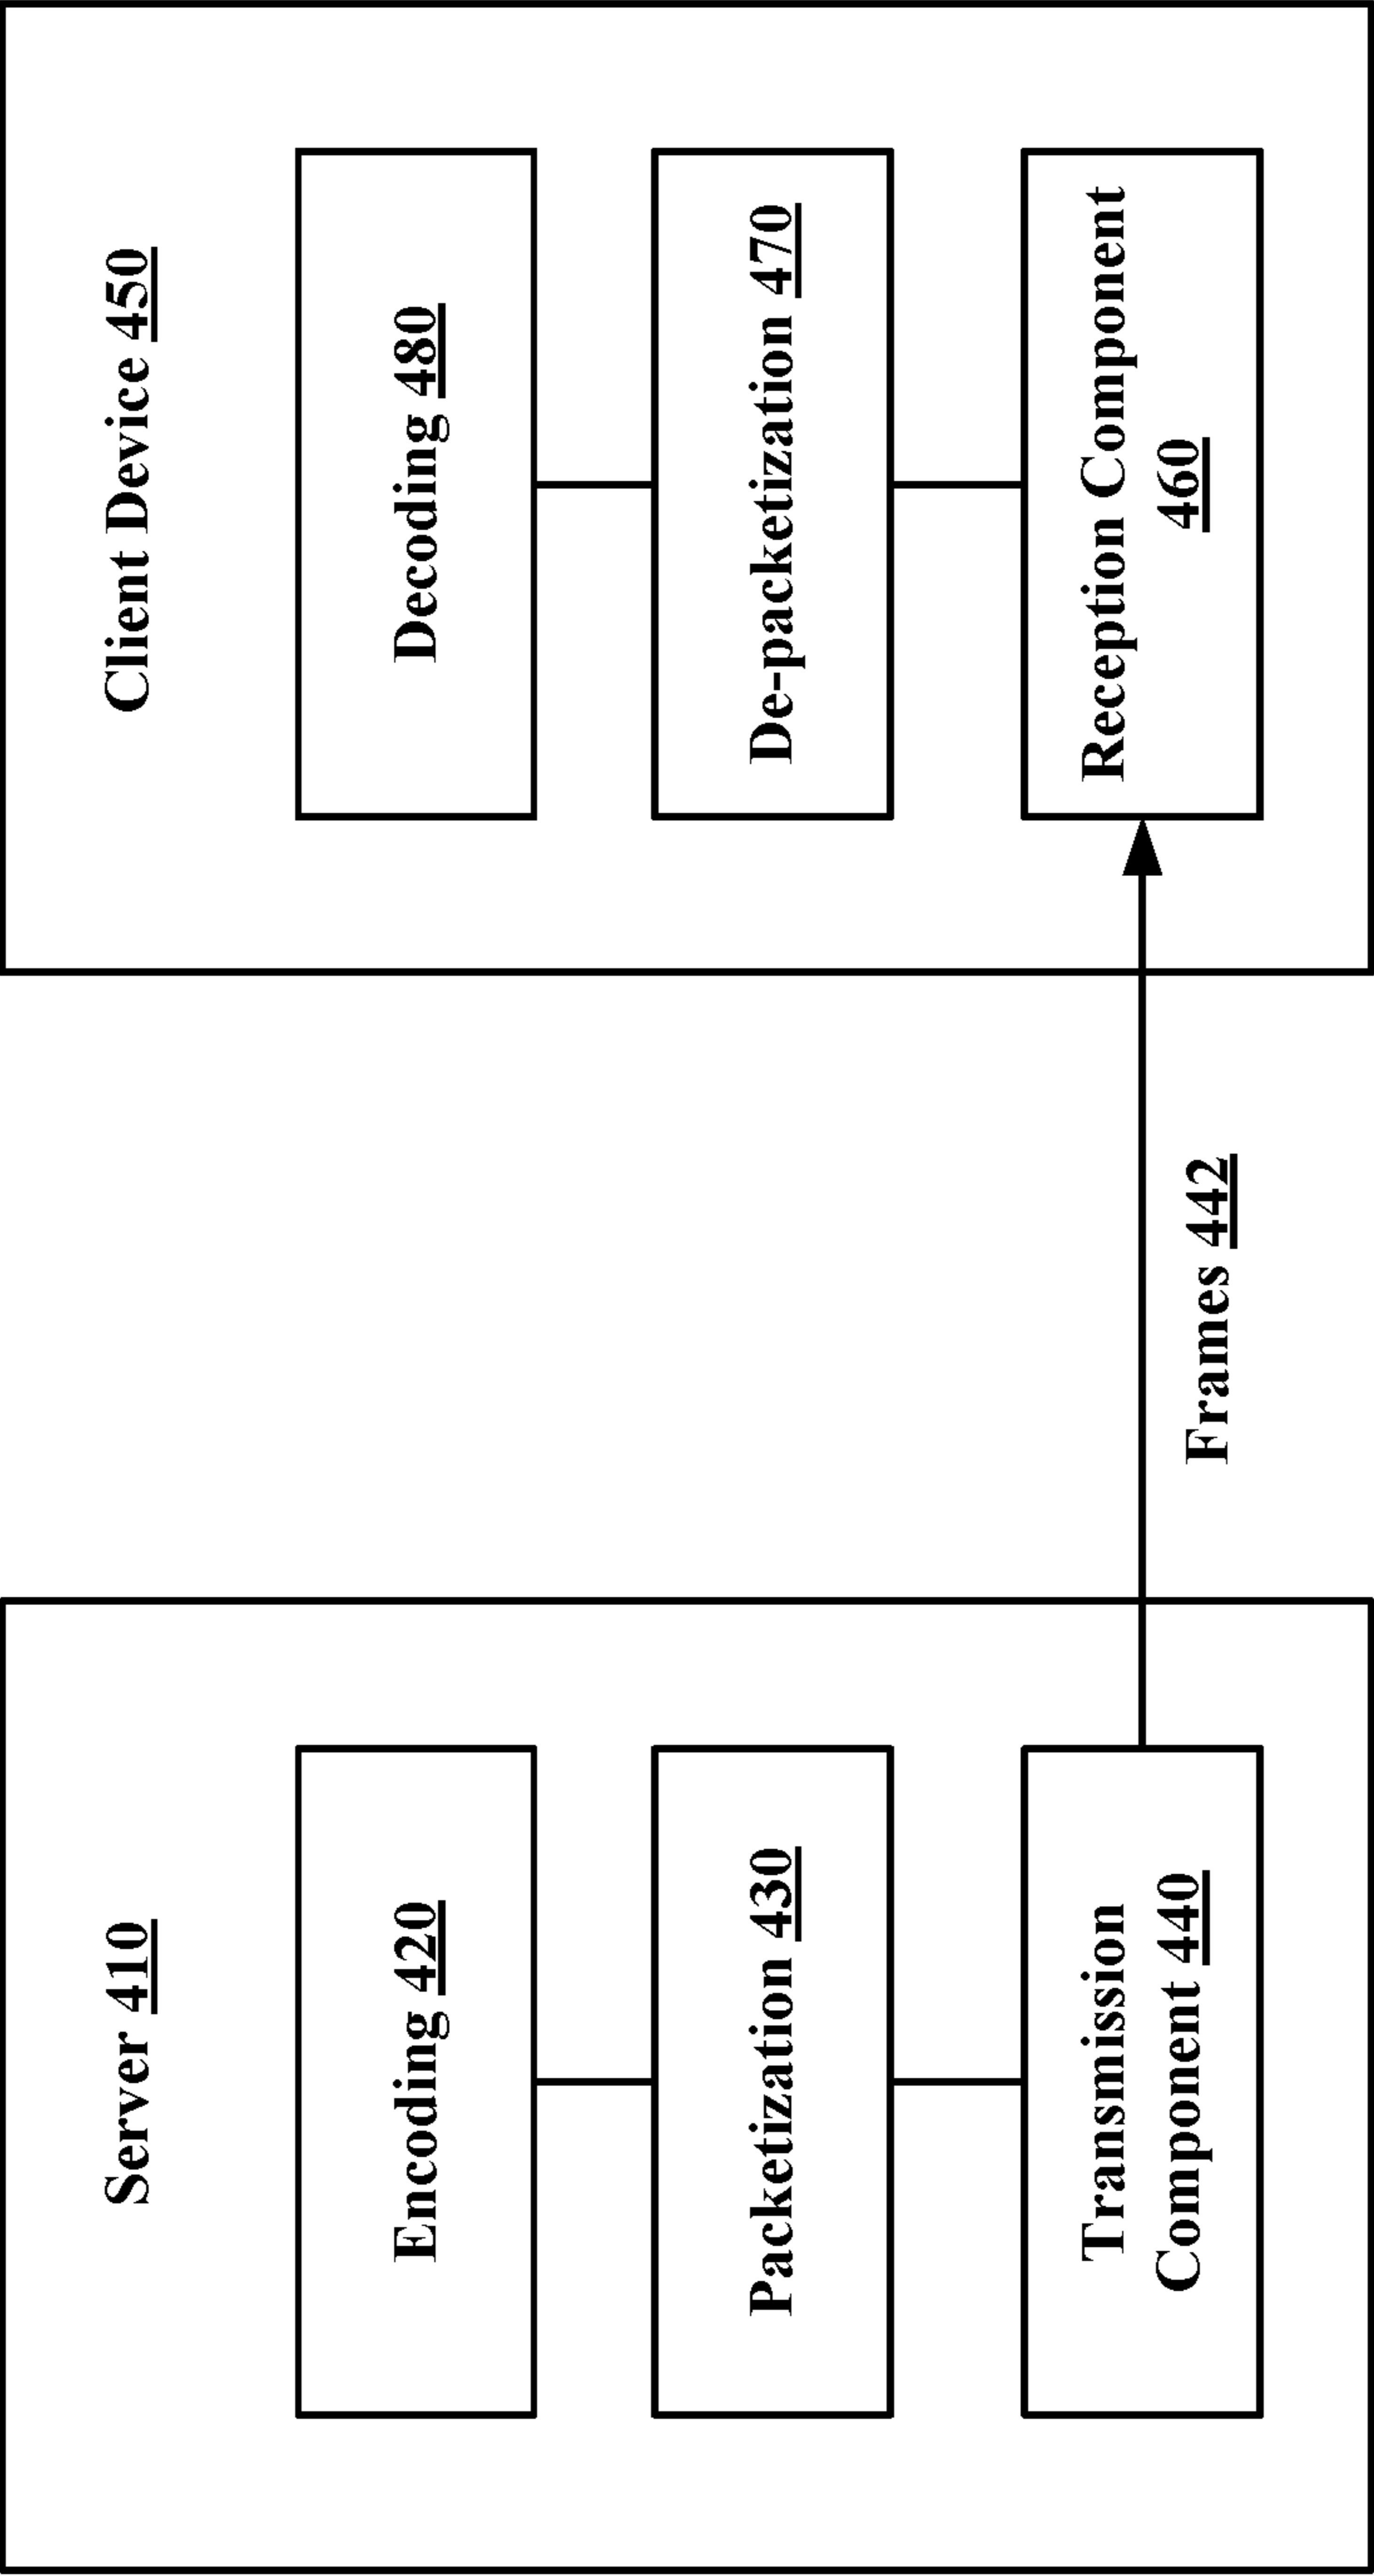 Server 410
Encoding 420
Packetization 430
Transmission
Component 440
Frames 442
Client Device 450
Decoding 480
De-packetization 470
Reception Component
460